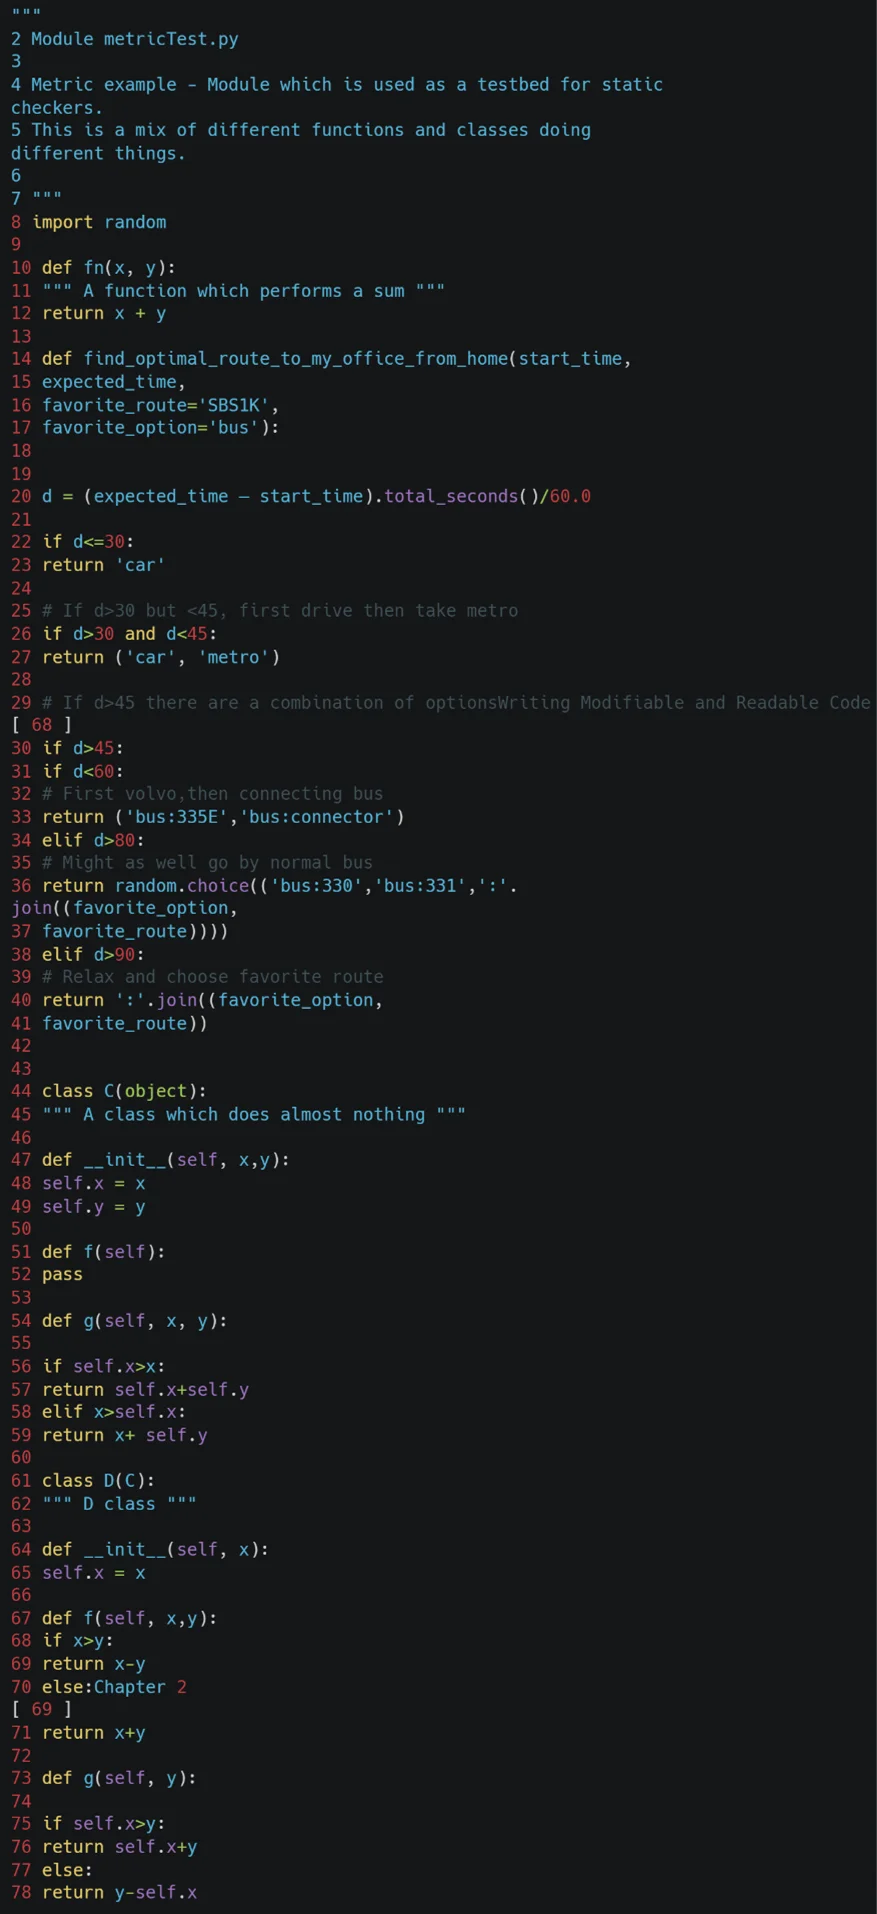 """
2 Module metricTest.py
3
4 Metric example - Module which is used as a testbed for static
checkers.
5 This is a mix of different functions and classes doing
different things.
6
7 """
8 import random
9
10 def fn(x, y):
11 """ A function which performs a sum """
12 return x + y
13
14 def find_optimal_route_to_my_office_from_home(start_time,
15 expected_time,
16 favorite_route='SBS1K',
17 favorite_option='bus'):
18
19
20 d = (expected_time – start_time).total_seconds()/60.0
21
22 if d<=30:
23 return 'car'
24
25 # If d>30 but <45, first drive then take metro
26 if d>30 and d<45:
27 return ('car', 'metro')
28
29 # If d>45 there are a combination of optionsWriting Modifiable and Readable Code
[ 68 ]
30 if d>45:
31 if d<60:
32 # First volvo,then connecting bus
33 return ('bus:335E','bus:connector')
34 elif d>80:
35 # Might as well go by normal bus
36 return random.choice(('bus:330','bus:331',':'.
join((favorite_option,
37 favorite_route))))
38 elif d>90:
39 # Relax and choose favorite route
40 return ':'.join((favorite_option,
41 favorite_route))
42
43
44 class C(object):
45 """ A class which does almost nothing """
46
47 def __init__(self, x,y):
48 self.x = x
49 self.y = y
50
51 def f(self):
52 pass
53
54 def g(self, x, y):
55
56 if self.x>x:
57 return self.x+self.y
58 elif x>self.x:
59 return x+ self.y
60
61 class D(C):
62 """ D class """
63
64 def __init__(self, x):
65 self.x = x
66
67 def f(self, x,y):
68 if x>y:
69 return x-y
70 else:Chapter 2
[ 69 ]
71 return x+y
72
73 def g(self, y):
74
75 if self.x>y:
76 return self.x+y
77 else:
78 return y-self.x